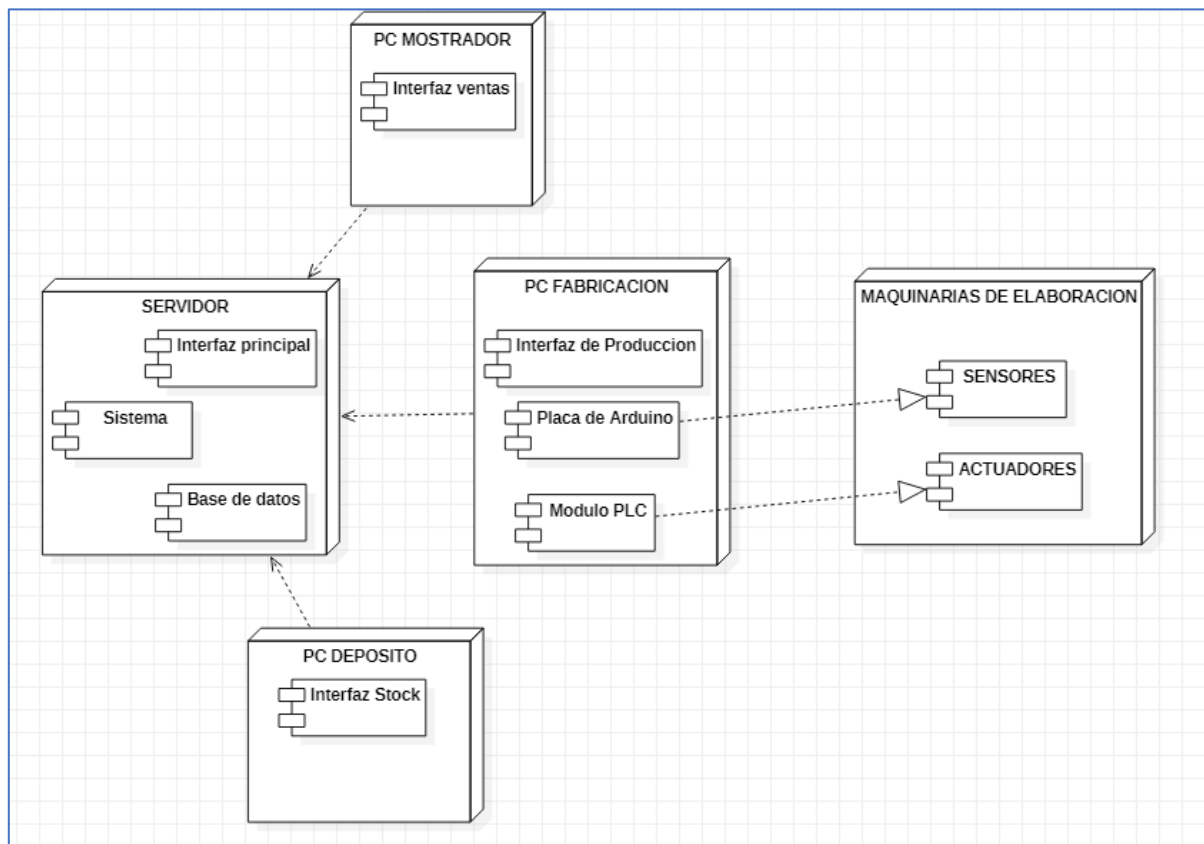 PC MOSTRADOR
Interfaz ventas
SERVIDOR
Interfaz principal
Sistema
Base de datos
PC FABRICACION
Interfaz de Produccion
Placa de Arduino
Modulo PLC
MAQUINARIAS DE ELABORACION
SENSORES
ACTUADORES
PC DEPOSITO
Interfaz Stock